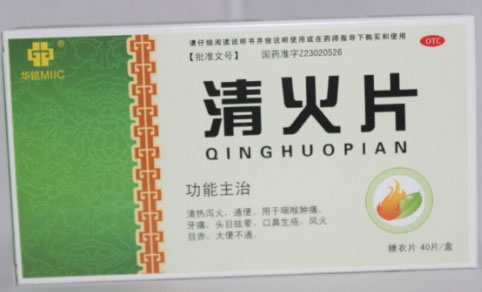 华铭MIIC
请仔细阅读说明书并按说明使用或在药师指导下购买和使用
【批准文号】 国药准字Z23020526
OTC
清火片
QINGHUOPIAN
功能主治
清热泻火，通便。用于咽喉肿痛，
牙痛，头目眩晕，口鼻生疮，风火
目赤，大便不通。
糖衣片 40片/盒